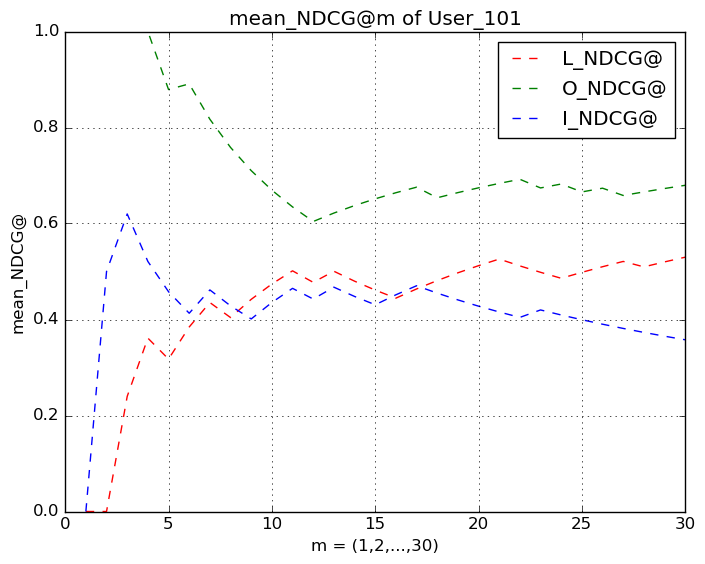 mean_NDCG@m of User_101
L_NDCG@
O_NDCG@
I_NDCG@
mean_NDCG@
1.0
0.8
0.6
0.4
0.2
0.0
0 5 10 15 20 25 30
m = (1,2,...,30)